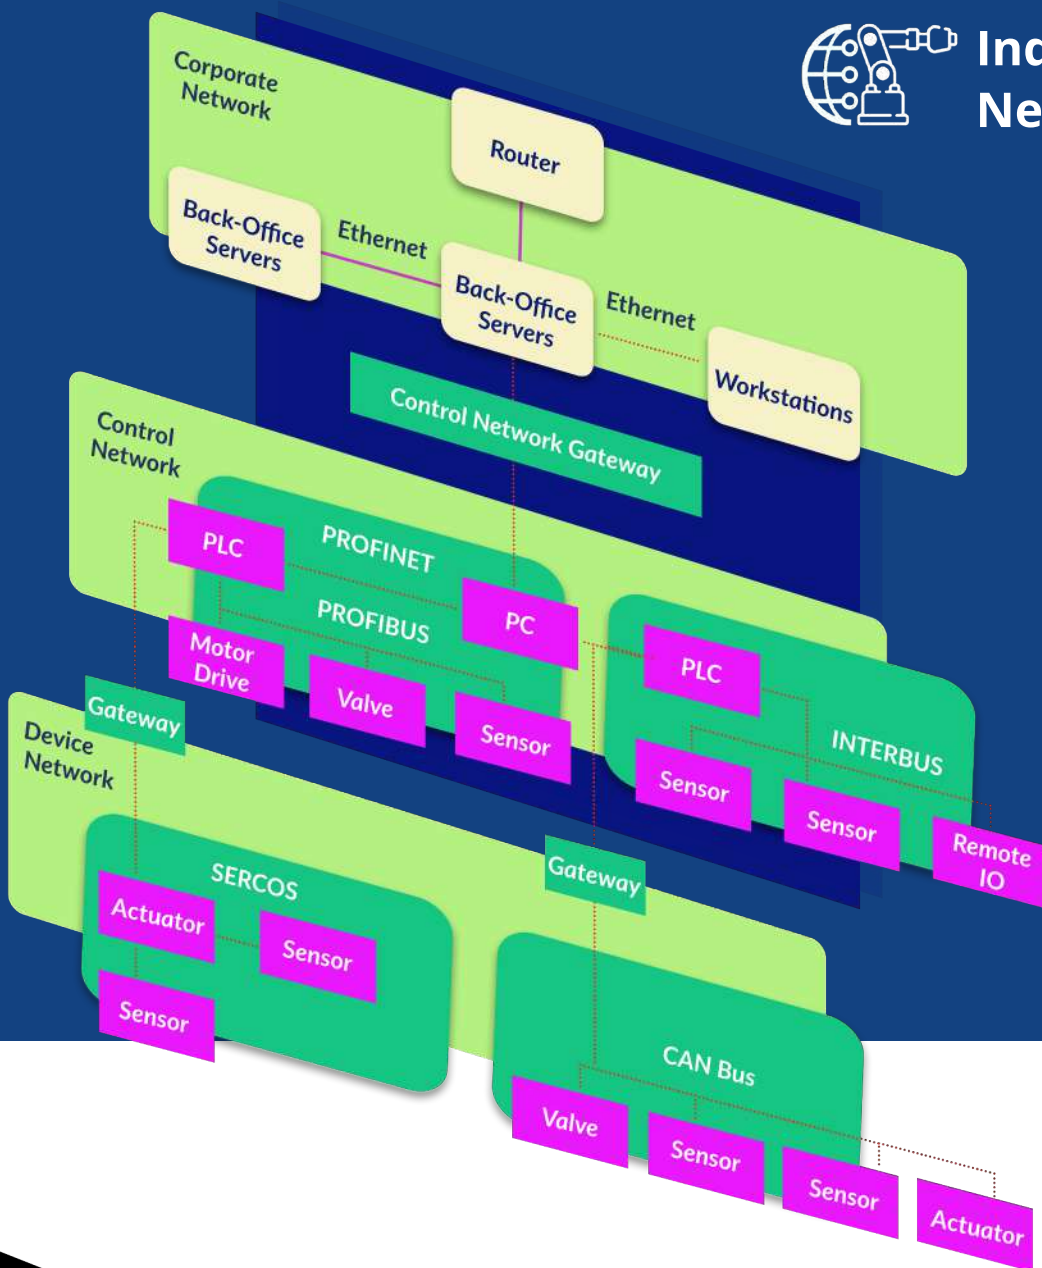 Ind
Ne
Corporate
Network
Router
Back-Office
Servers
Ethernet
Back-Office
Servers
Ethernet
Workstations
Control Network Gateway
Control
Network
PLC
PROFINET
PC
PROFIBUS
Motor
Drive
Valve
Sensor
PLC
INTERBUS
Sensor
Sensor
Remote
IO
Gateway
Device
Network
Gateway
SERCOS
Actuator
Sensor
Sensor
CAN Bus
Valve
Sensor
Sensor
Actuator